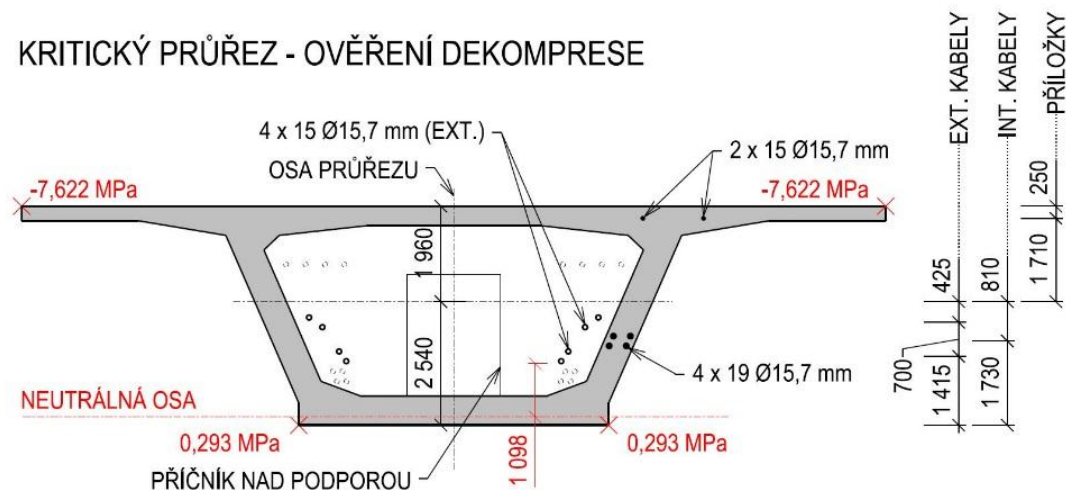 KRITICKÝ PRŮŘEZ - OVĚŘENÍ DEKOMPRESE
4 x 15 Ø15,7 mm (EXT.)
OSA PRŮŘEZU
2 x 15 Ø15,7 mm
-7,622 MPa
-7,622 MPa
1 960
2 540
4 x 19 Ø15,7 mm
NEUTRÁLNÁ OSA
0,293 MPa
0,293 MPa
1 098
PŘÍČNÍK NAD PODPOROU
EXT. KABELY
INT. KABELY
PŘÍLOŽKY
425
700
1 415
810
1 730
250
1 710